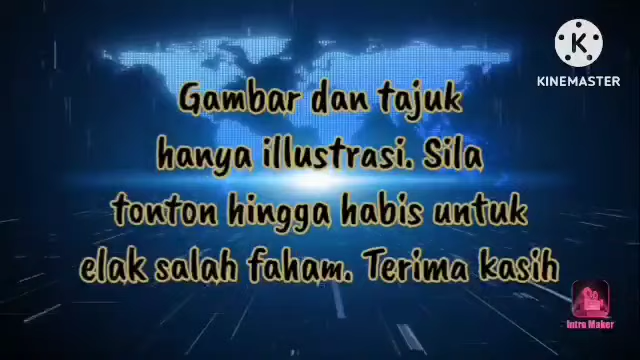 KINEMASTER
Gambar dan tajuk
hanya illustrasi. Sila
tonton hingga habis untuk
elak salah faham. Terima kasih
Intro Maker